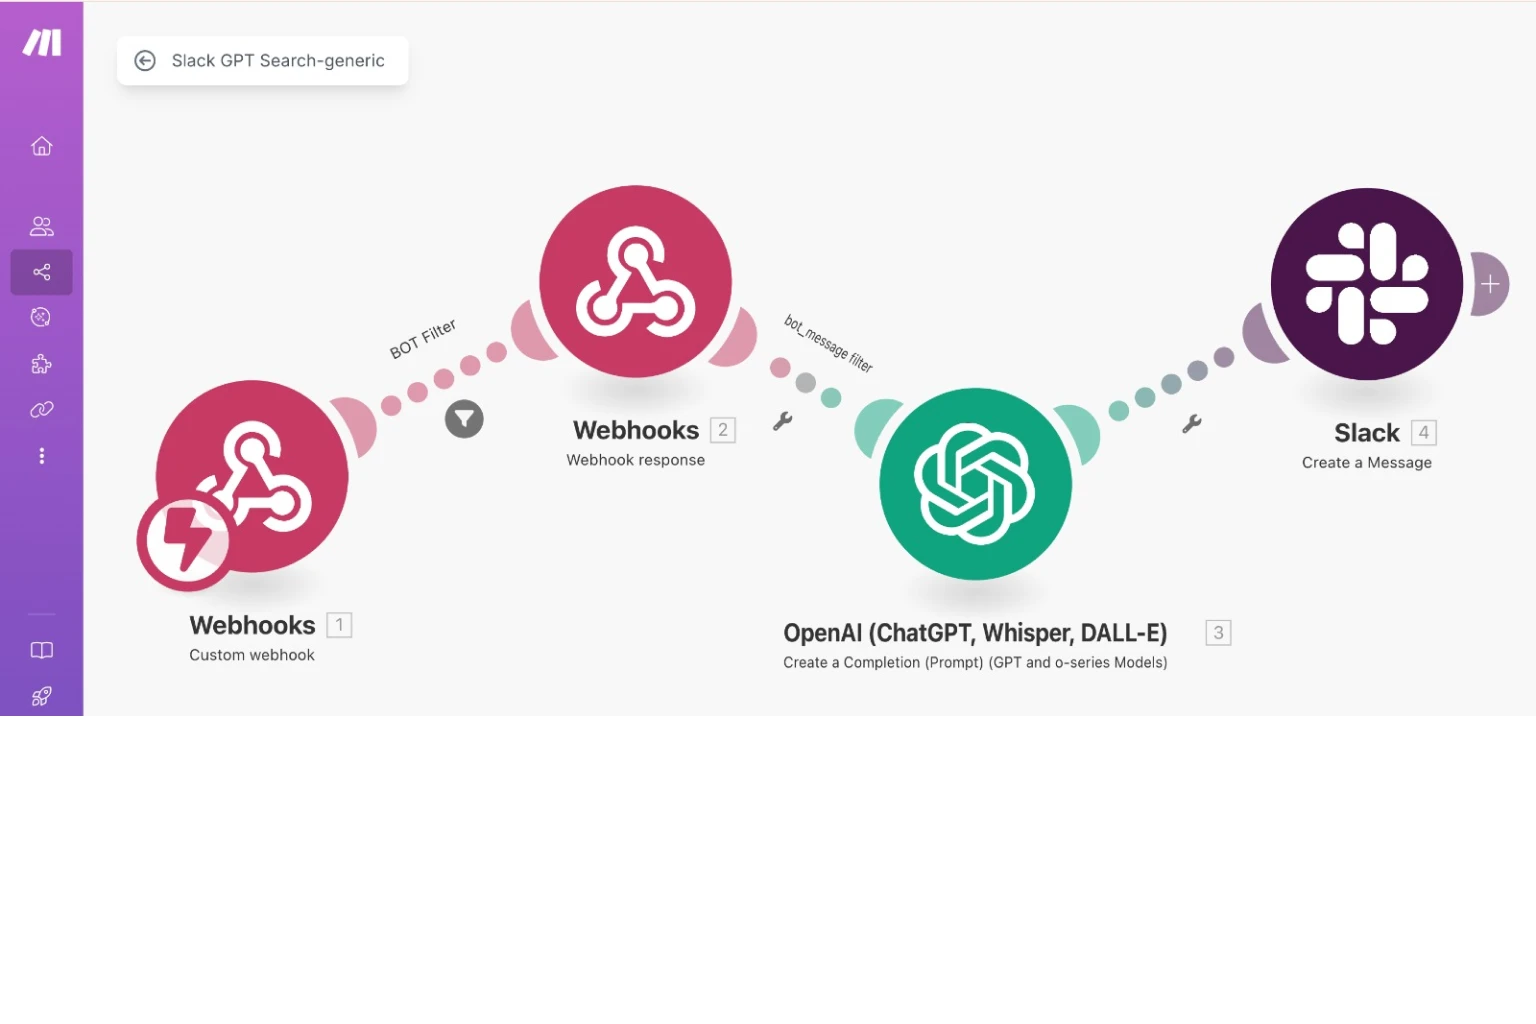 Slack GPT Search-generic
BOT Filter
bot_message filter
Webhooks 2
Webhook response
Slack 4
Create a Message
Webhooks 1
Custom webhook
OpenAI (ChatGPT, Whisper, DALL-E) 3
Create a Completion (Prompt) (GPT and o-series Models)